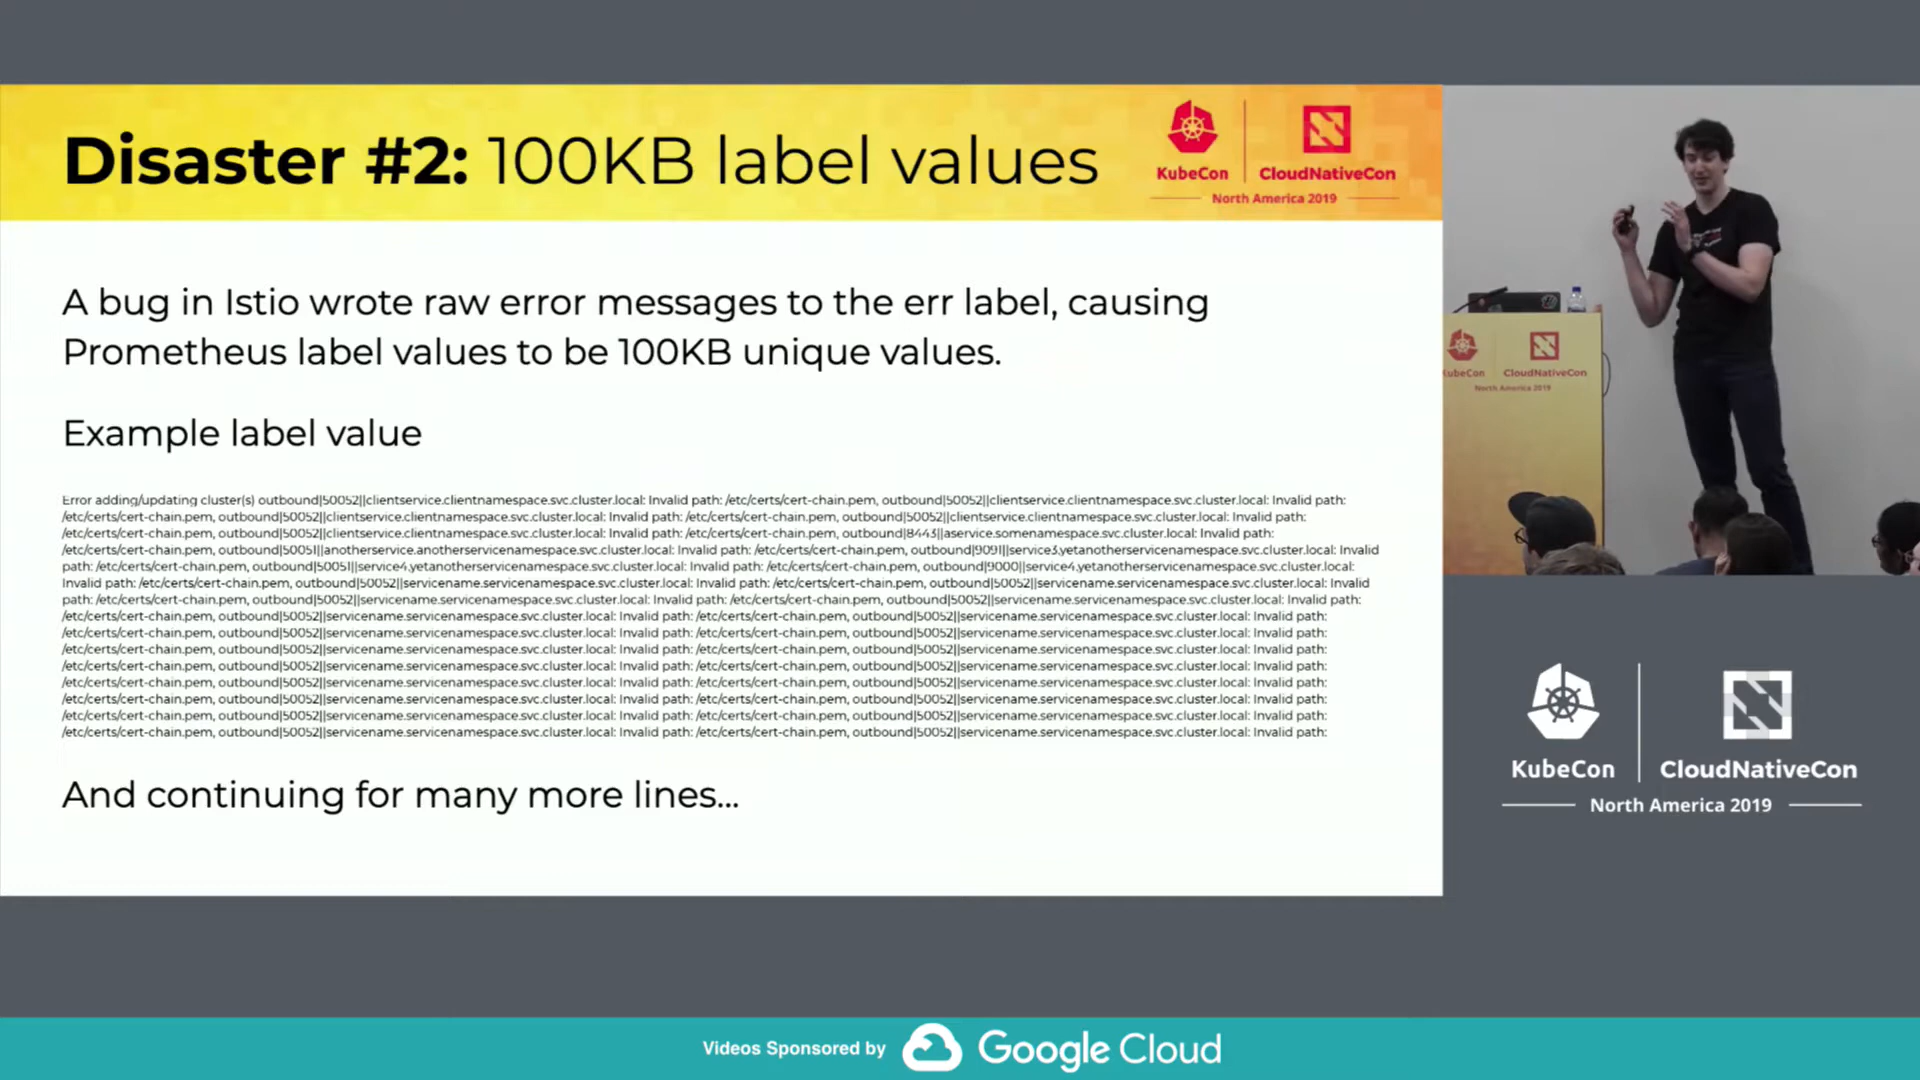 Disaster #2: 100KB label values
KubeCon
CloudNativeCon
North America 2019
A bug in Istio wrote raw error messages to the err label, causing
Prometheus label values to be 100KB unique values.
Example label value
Error adding/updating cluster(s) outbound|50052||clientservice.clientnamespace.svc.cluster.local: Invalid path: /etc/certs/cert-chain.pem, outbound|50052||clientservice.clientnamespace.svc.cluster.local: Invalid path:
/etc/certs/cert-chain.pem, outbound|50052||clientservice.clientnamespace.svc.cluster.local: Invalid path: /etc/certs/cert-chain.pem, outbound|50052||clientservice.clientnamespace.svc.cluster.local: Invalid path:
/etc/certs/cert-chain.pem, outbound|50052||clientservice.clientnamespace.svc.cluster.local: Invalid path: /etc/certs/cert-chain.pem, outbound|8443||aservice.somenamespace.svc.cluster.local: Invalid path:
/etc/certs/cert-chain.pem, outbound|50051||anotherservice.anotherservicenamespace.svc.cluster.local: Invalid path: /etc/certs/cert-chain.pem, outbound|9091||service3.yetanotherservicenamespace.svc.cluster.local: Invalid
path: /etc/certs/cert-chain.pem, outbound|50051||service4.yetanotherservicenamespace.svc.cluster.local: Invalid path: /etc/certs/cert-chain.pem, outbound|9000||service4.yetanotherservicenamespace.svc.cluster.local:
Invalid path: /etc/certs/cert-chain.pem, outbound|50052||servicename.servicenamespace.svc.cluster.local: Invalid path: /etc/certs/cert-chain.pem, outbound|50052||servicename.servicenamespace.svc.cluster.local: Invalid
path: /etc/certs/cert-chain.pem, outbound|50052||servicename.servicenamespace.svc.cluster.local: Invalid path: /etc/certs/cert-chain.pem, outbound|50052||servicename.servicenamespace.svc.cluster.local: Invalid path:
/etc/certs/cert-chain.pem, outbound|50052||servicename.servicenamespace.svc.cluster.local: Invalid path: /etc/certs/cert-chain.pem, outbound|50052||servicename.servicenamespace.svc.cluster.local: Invalid path:
/etc/certs/cert-chain.pem, outbound|50052||servicename.servicenamespace.svc.cluster.local: Invalid path: /etc/certs/cert-chain.pem, outbound|50052||servicename.servicenamespace.svc.cluster.local: Invalid path:
/etc/certs/cert-chain.pem, outbound|50052||servicename.servicenamespace.svc.cluster.local: Invalid path: /etc/certs/cert-chain.pem, outbound|50052||servicename.servicenamespace.svc.cluster.local: Invalid path:
/etc/certs/cert-chain.pem, outbound|50052||servicename.servicenamespace.svc.cluster.local: Invalid path: /etc/certs/cert-chain.pem, outbound|50052||servicename.servicenamespace.svc.cluster.local: Invalid path:
/etc/certs/cert-chain.pem, outbound|50052||servicename.servicenamespace.svc.cluster.local: Invalid path: /etc/certs/cert-chain.pem, outbound|50052||servicename.servicenamespace.svc.cluster.local: Invalid path:
/etc/certs/cert-chain.pem, outbound|50052||servicename.servicenamespace.svc.cluster.local: Invalid path: /etc/certs/cert-chain.pem, outbound|50052||servicename.servicenamespace.svc.cluster.local: Invalid path:
/etc/certs/cert-chain.pem, outbound|50052||servicename.servicenamespace.svc.cluster.local: Invalid path: /etc/certs/cert-chain.pem, outbound|50052||servicename.servicenamespace.svc.cluster.local: Invalid path:
/etc/certs/cert-chain.pem, outbound|50052||servicename.servicenamespace.svc.cluster.local: Invalid path: /etc/certs/cert-chain.pem, outbound|50052||servicename.servicenamespace.svc.cluster.local: Invalid path:
And continuing for many more lines...
KubeCon
CloudNativeCon
North America 2019
KubeCon
CloudNativeCon
North America 2019
Videos Sponsored by
Google Cloud